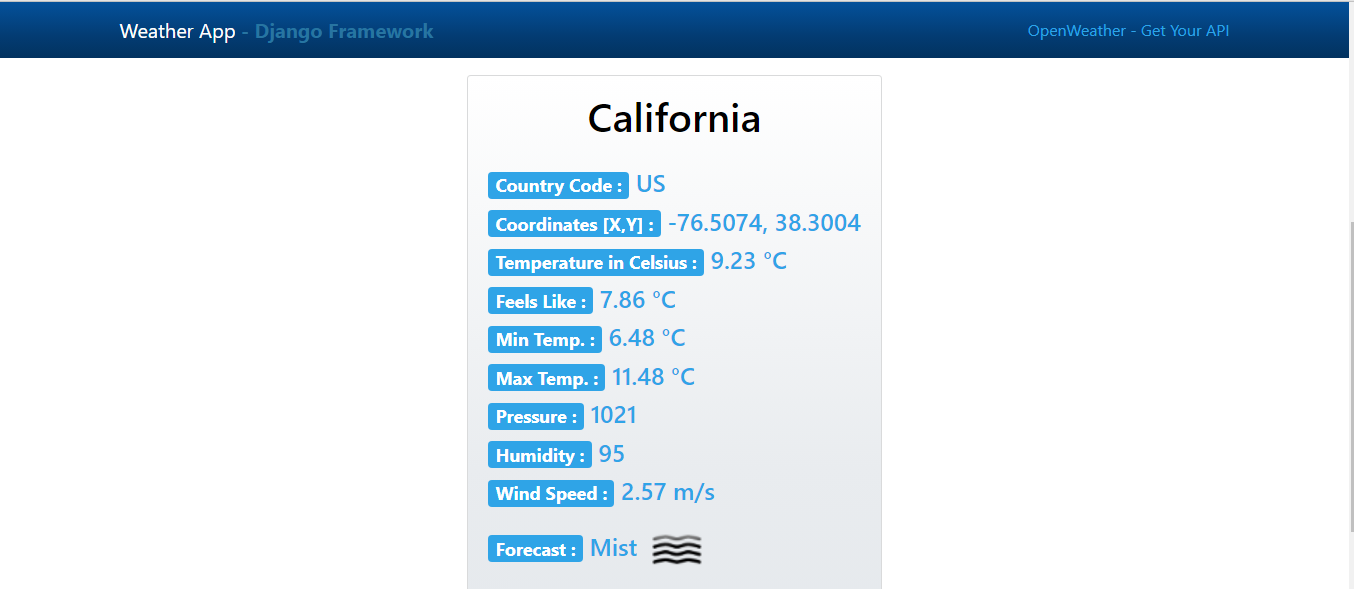 Weather App - Django Framework
OpenWeather - Get Your API
California
Country Code : US
Coordinates [X,Y] : -76.5074, 38.3004
Temperature in Celsius : 9.23 °C
Feels Like : 7.86 °C
Min Temp. : 6.48 °C
Max Temp. : 11.48 °C
Pressure : 1021
Humidity : 95
Wind Speed : 2.57 m/s
Forecast : Mist